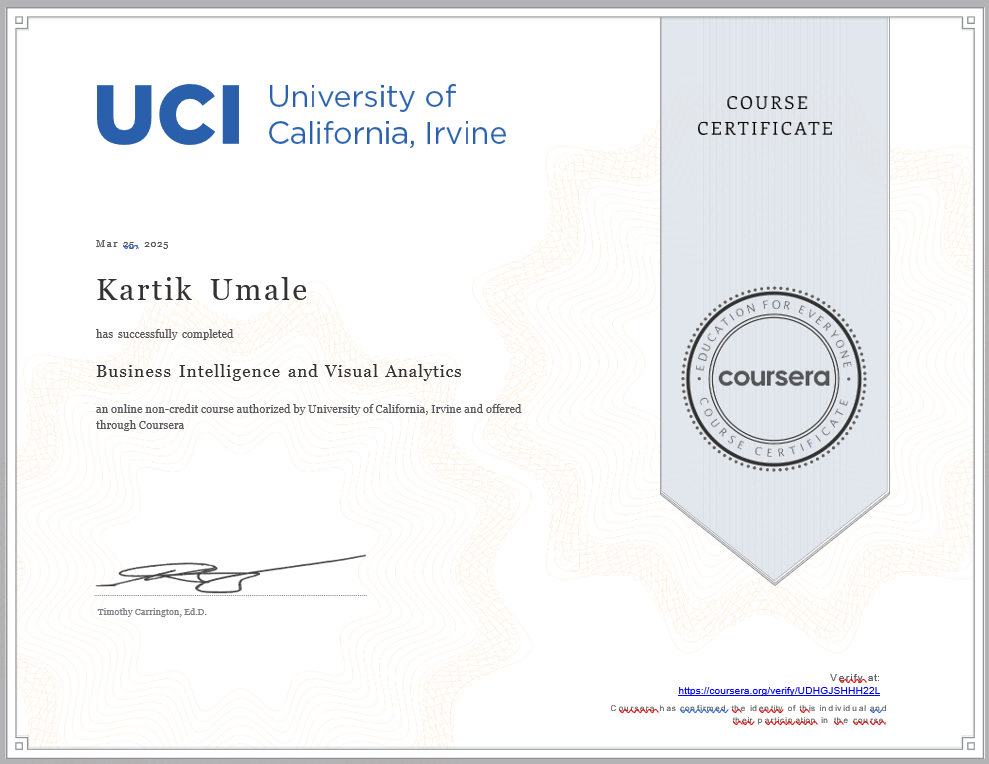 UCI University of
California, Irvine
COURSE
CERTIFICATE
Mar 25, 2025
Kartik Umale
has successfully completed
Business Intelligence and Visual Analytics
an online non-credit course authorized by University of California, Irvine and offered
through Coursera
EDUCATION FOR EVERYONE
coursera
COURSE CERTIFICATE
Timothy Carrington, Ed.D.
Verify at:
https://coursera.org/verify/UDHGJSHHH22L
Coursera has confirmed the identity of this individual and
their participation in the course.